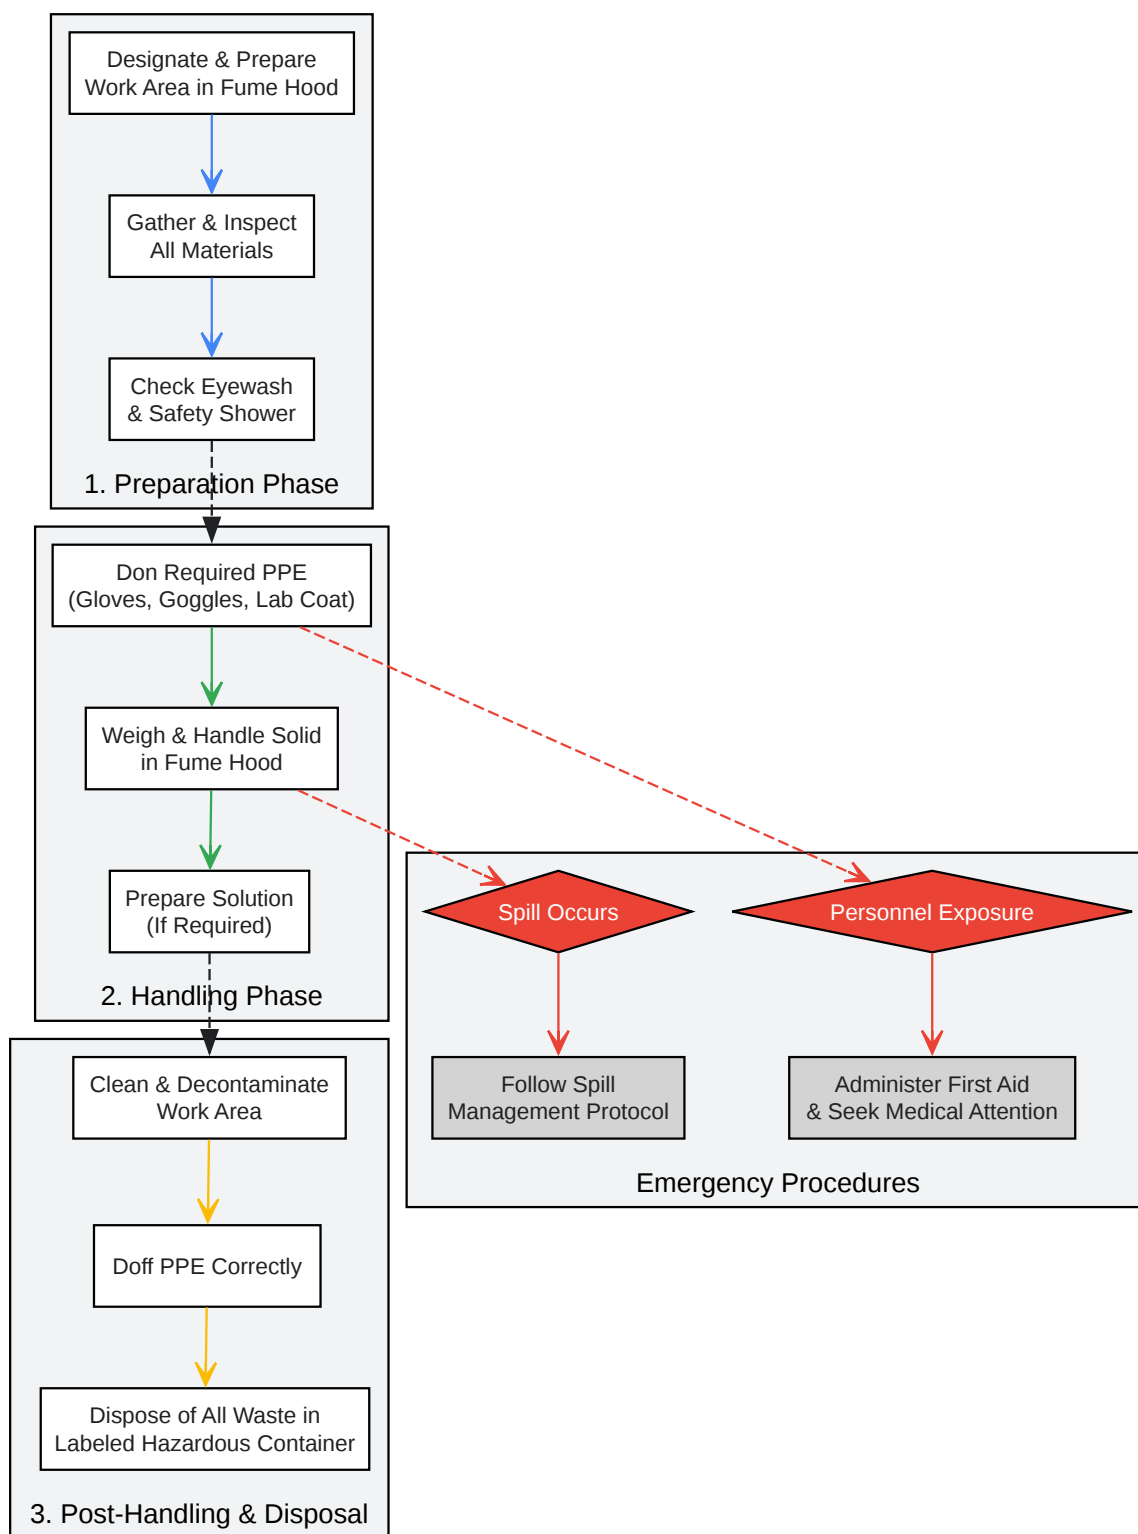 Designate & Prepare
Work Area in Fume Hood
Gather & Inspect
All Materials
Check Eyewash
& Safety Shower
1. Preparation Phase
Don Required PPE
(Gloves, Goggles, Lab Coat)
Weigh & Handle Solid
in Fume Hood
Prepare Solution
(If Required)
2. Handling Phase
Spill Occurs
Personnel Exposure
Follow Spill
Management Protocol
Administer First Aid
& Seek Medical Attention
Emergency Procedures
Clean & Decontaminate
Work Area
Doff PPE Correctly
Dispose of All Waste in
Labeled Hazardous Container
3. Post-Handling & Disposal